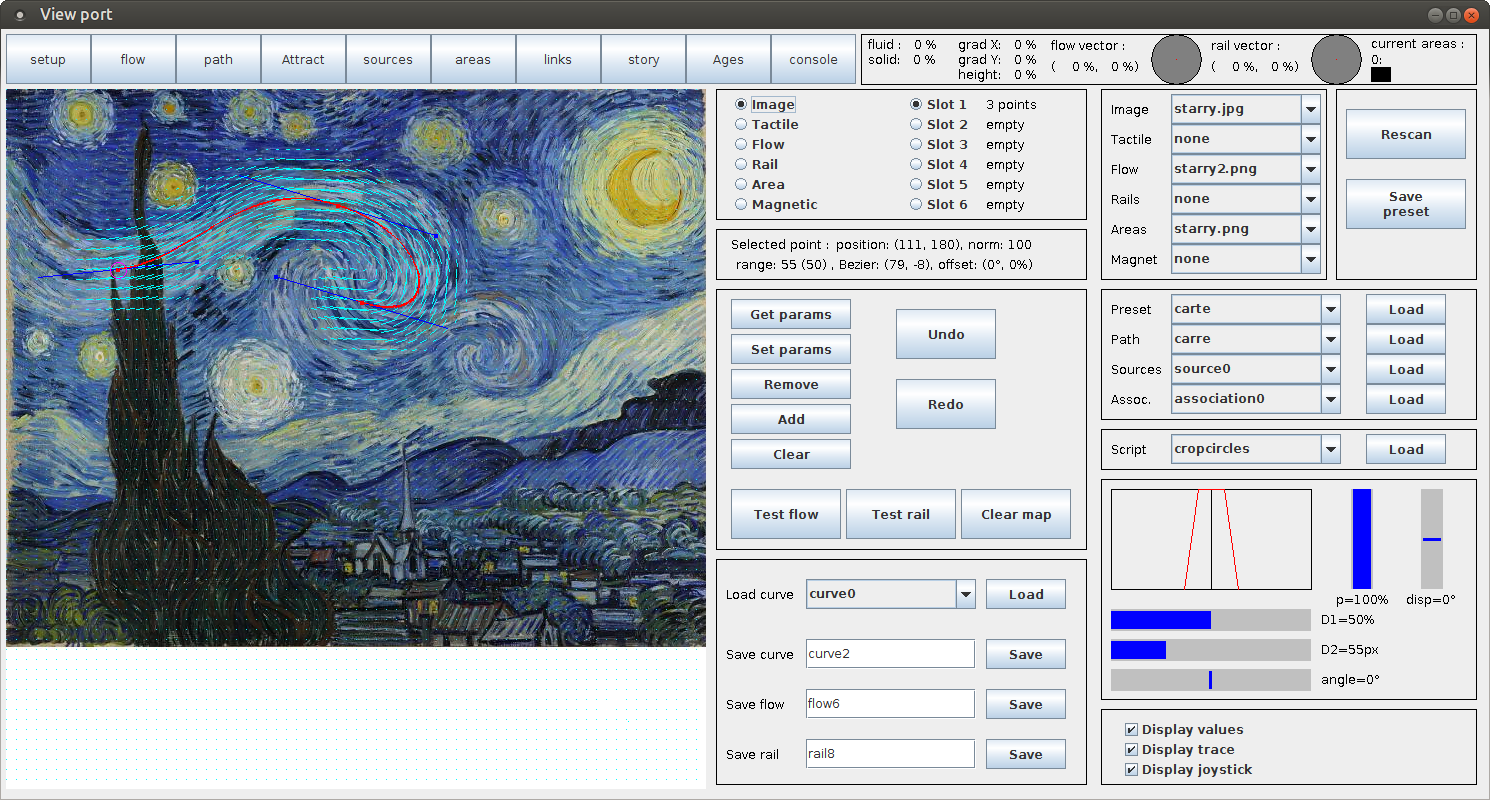 View port
setup flow path Attract sources areas links story Ages console
fluid : 0 % grad X: 0 % flow vector : rail vector : current areas :
solid: 0 % grad Y: 0 % ( 0 %, 0 %) ( 0 %, 0 %) 0:
height: 0 %
Image Slot 1 3 points
Tactile Slot 2 empty
Flow Slot 3 empty
Rail Slot 4 empty
Area Slot 5 empty
Magnetic Slot 6 empty
Selected point : position: (111, 180), norm: 100
range: 55 (50) , Bezier: (79, -8), offset: (0°, 0%)
Get params
Set params
Remove
Add
Clear
Undo
Redo
Test flow Test rail Clear map
Load curve curve0 Load
Save curve curve2 Save
Save flow flow6 Save
Save rail rail8 Save
Image starry.jpg
Tactile none
Flow starry2.png
Rails none
Areas starry.png
Magnet none
Rescan
Save
preset
Preset carte Load
Path carre Load
Sources source0 Load
Assoc. association0 Load
Script cropcircles Load
p=100% disp=0°
D1=50%
D2=55px
angle=0°
Display values
Display trace
Display joystick